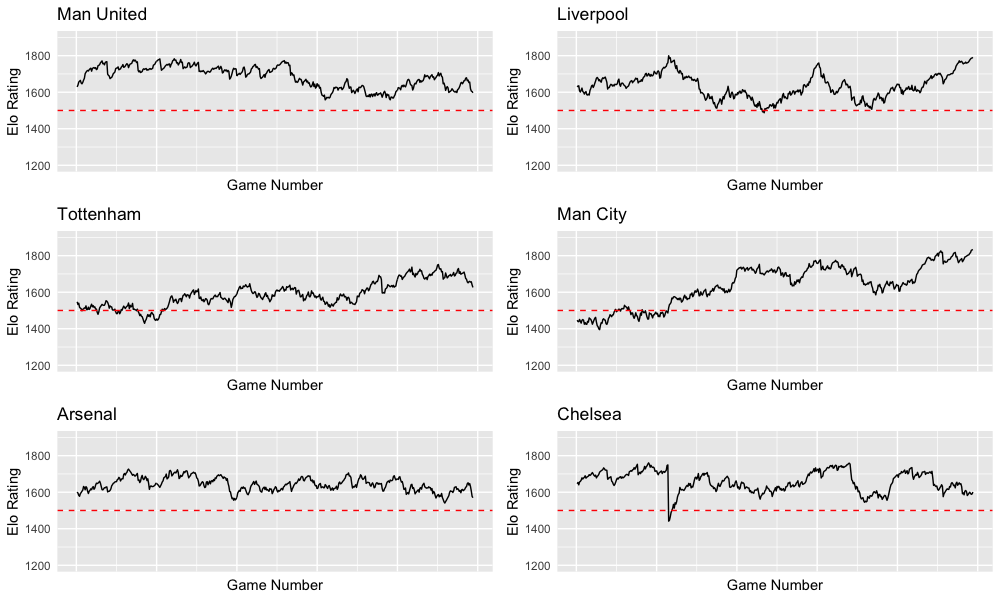 Man United
Elo Rating
1800
1600
1400
1200
Game Number
Liverpool
Elo Rating
1800
1600
1400
1200
Game Number
Tottenham
Elo Rating
1800
1600
1400
1200
Game Number
Man City
Elo Rating
1800
1600
1400
1200
Game Number
Arsenal
Elo Rating
1800
1600
1400
1200
Game Number
Chelsea
Elo Rating
1800
1600
1400
1200
Game Number